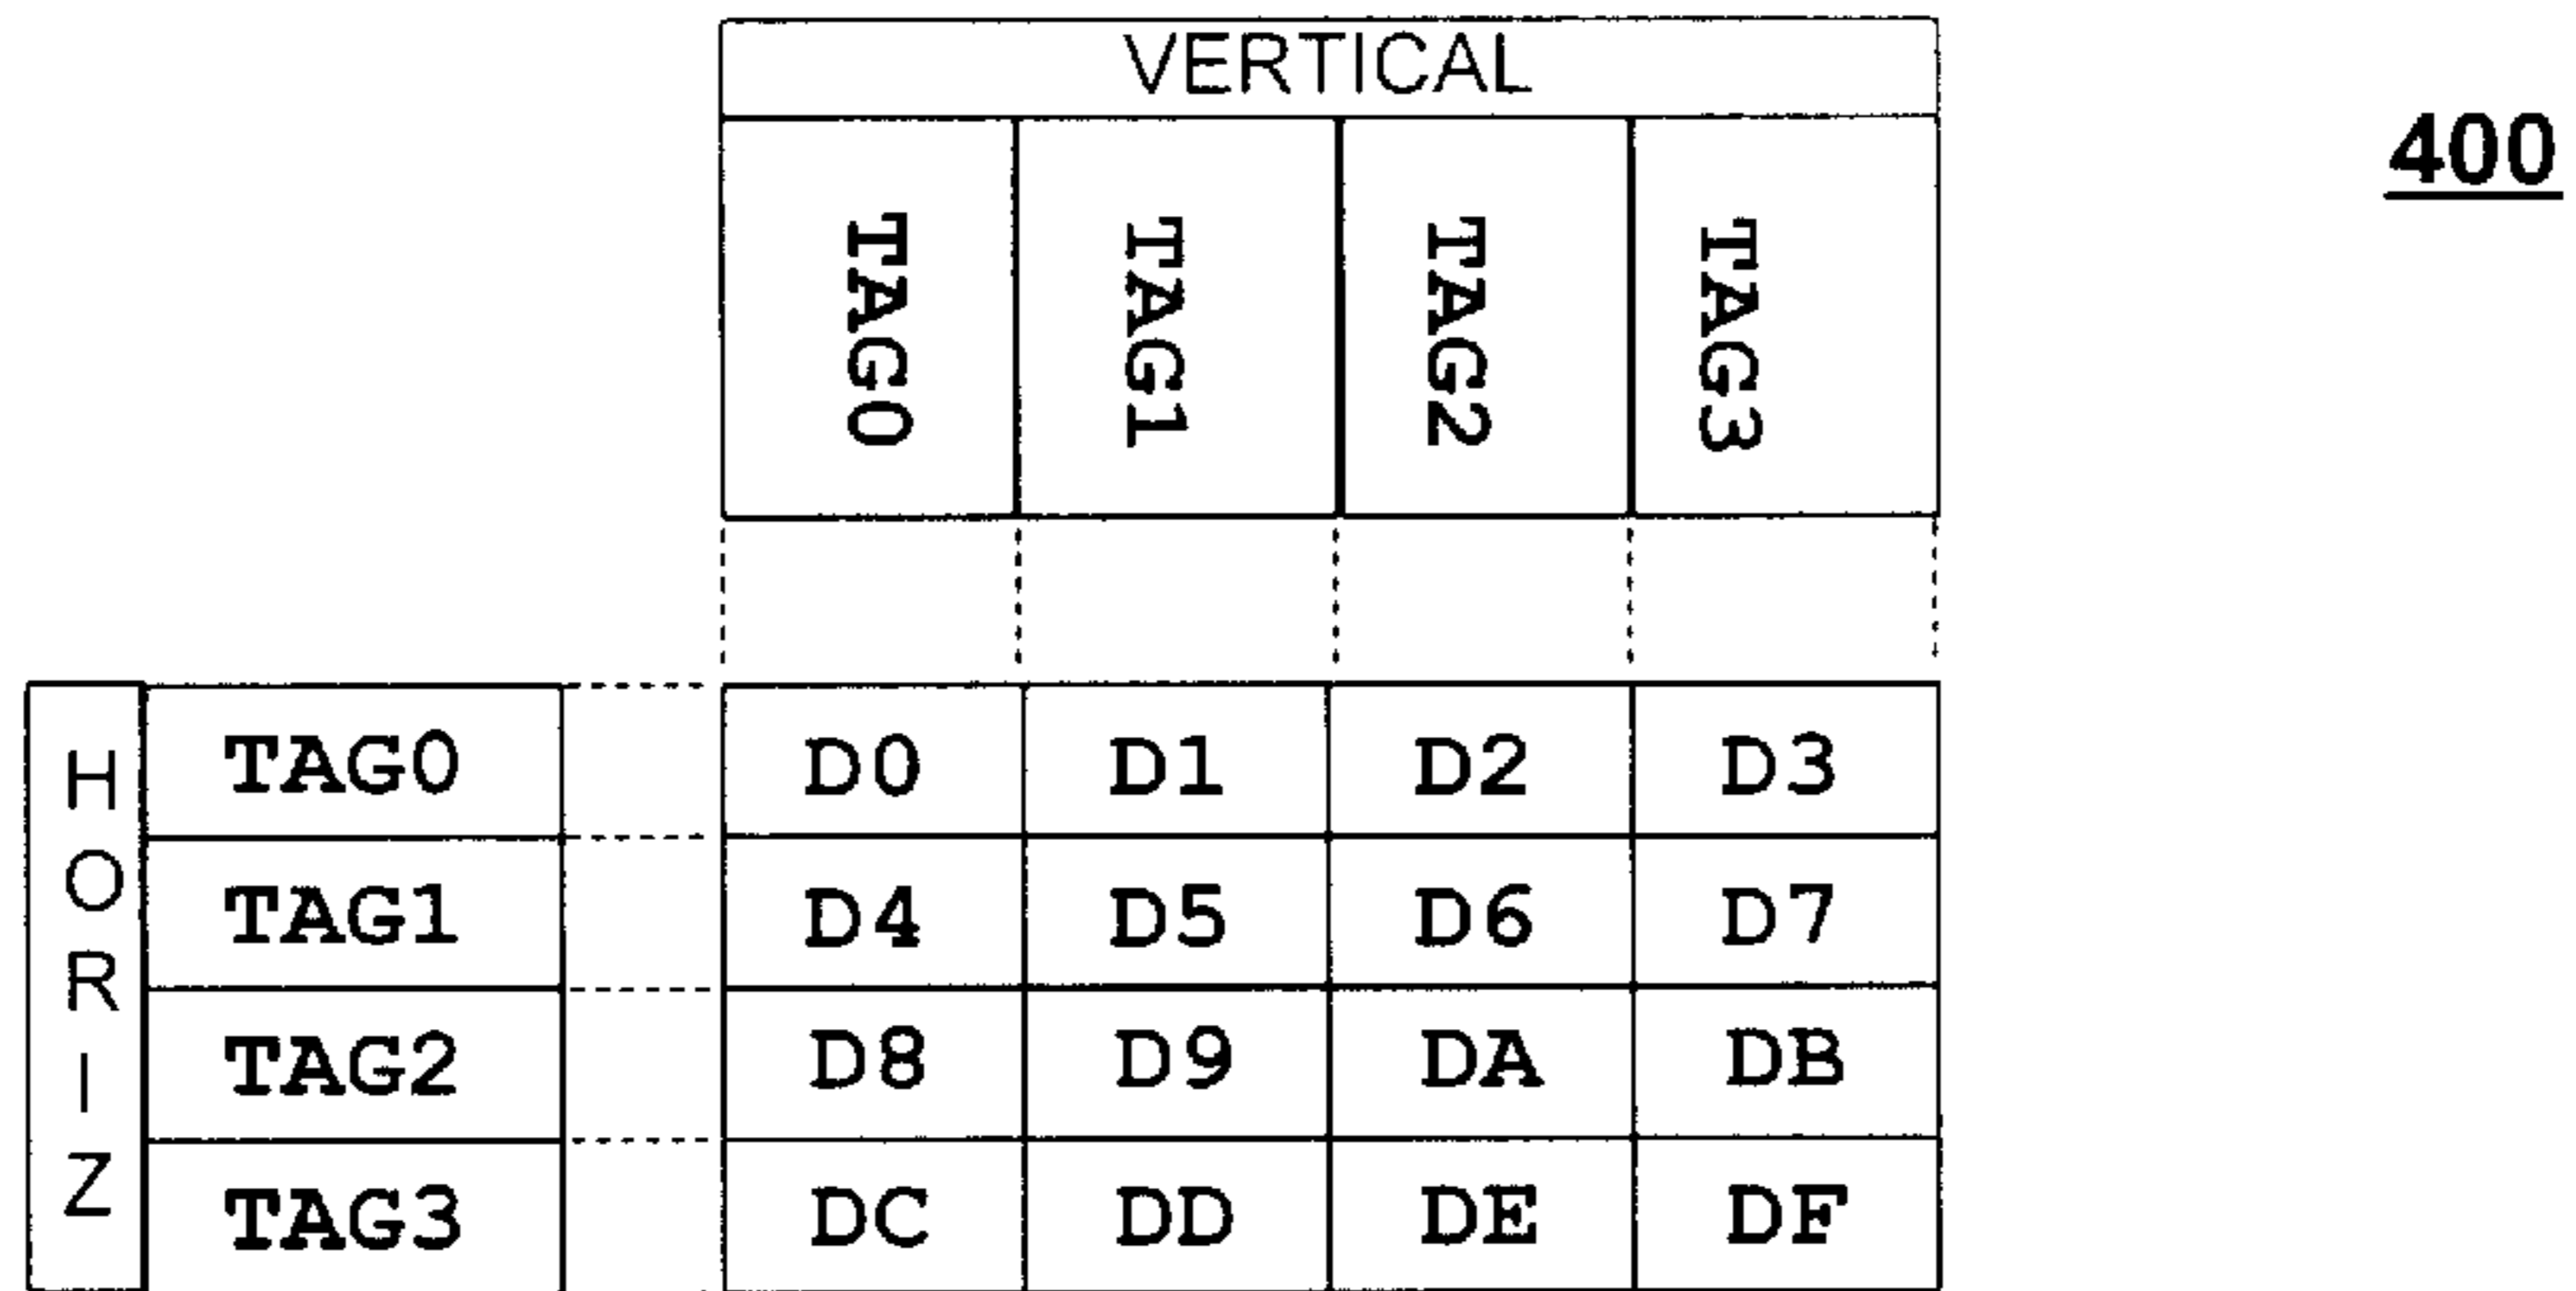 VERTICAL
400
TAG0 TAG1 TAG2 TAG3
HORIZ
TAG0 D0 D1 D2 D3
TAG1 D4 D5 D6 D7
TAG2 D8 D9 DA DB
TAG3 DC DD DE DF